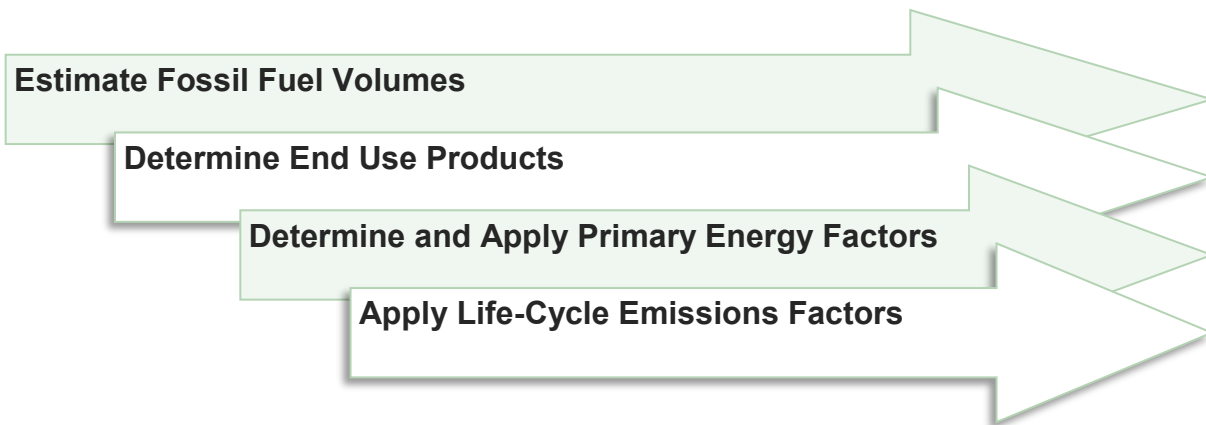 Estimate Fossil Fuel Volumes
Determine End Use Products
Determine and Apply Primary Energy Factors
Apply Life-Cycle Emissions Factors